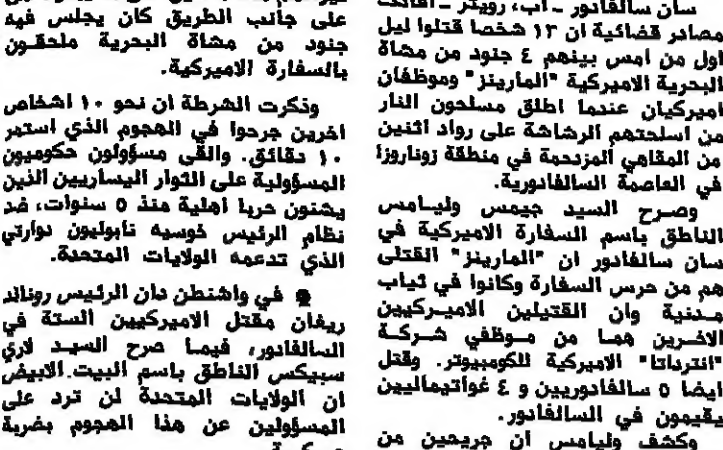 سان سالفادور ـ اب، رويتر ـ افادت
مصادر قضائية ان ١٣ شخصا قتلوا ليل
اول من امس بينهم ٤ جنود من مشاة
البحرية الاميركية "المارينز" وموظفان
اميركيان عندما اطلق مسلحون النار
من اسلحتهم الرشاشة على رواد اثنين
من المقاهي المزدحمة في منطقة زوناروزا
في العاصمة السالفادورية.
وصرح السيد جيمس وليامس
الناطق باسم السفارة الاميركية في
سان سالفادور ان "المارينز" القتلى
هم من حرس السفارة وكانوا في ثياب
مدنية وان القتيلين الاميركيين
الاخرين هما من موظفي شركة
"انترداتا" الاميركية للكومبيوتر. وقتل
ايضا ٥ سالفادوريين و ٤ غواتيماليين
يقيمون في السالفادور.
وكشف وليامس ان جريحين من
على جانب الطريق كان يجلس فيه
جنود من مشاة البحرية ملحقون
بالسفارة الاميركية.
وذكرت الشرطة ان نحو ١٠ اشخاص
اخرين جرحوا في الهجوم الذي استمر
١٠ دقائق. والقى مسؤولون حكوميون
المسؤولية على الثوار اليساريين الذين
يشنون حربا اهلية منذ ٥ سنوات، ضد
نظام الرئيس خوسيه نابوليون دوارتي
الذي تدعمه الولايات المتحدة.
● في واشنطن دان الرئيس رونالد
ريغان مقتل الاميركيين الستة في
السالفادور، فيما صرح السيد لاري
سبيكس الناطق باسم البيت الابيض
ان الولايات المتحدة لن ترد على
المسؤولين عن هذا الهجوم بضربة